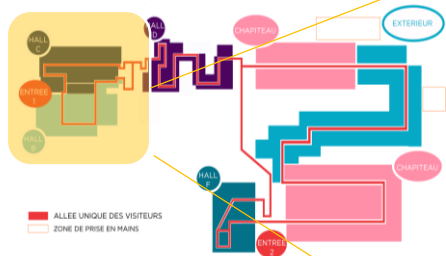 HALL
C
HALL
D
CHAPITEAU
EXTERIEUR
ENTREE
1
HALL
CHAPITEAU
HALL
F
ALLEE UNIQUE DES VISITEURS
ZONE DE PRISE EN MAINS
ENTREE
2